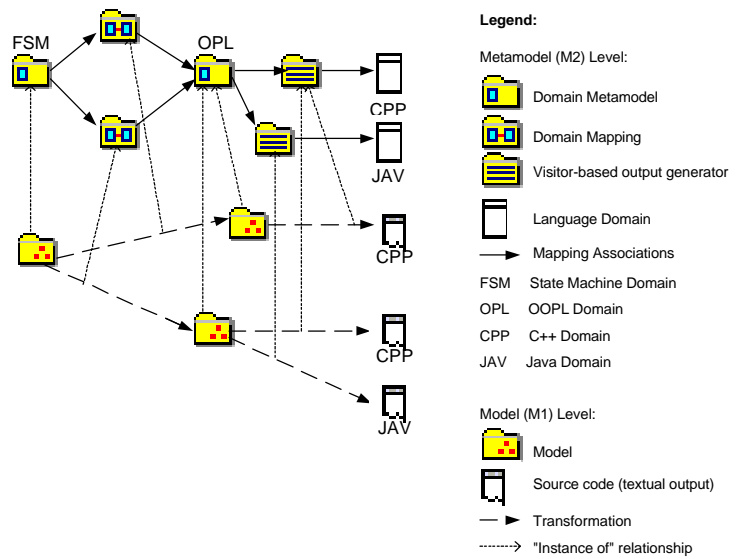 FSM
OPL
CPP
JAV
CPP
CPP
JAV
Legend:
Metamodel (M2) Level:
Domain Metamodel
Domain Mapping
Visitor-based output generator
Language Domain
Mapping Associations
FSM State Machine Domain
OPL OOPL Domain
CPP C++ Domain
JAV Java Domain
Model (M1) Level:
Model
Source code (textual output)
Transformation
"Instance of" relationship